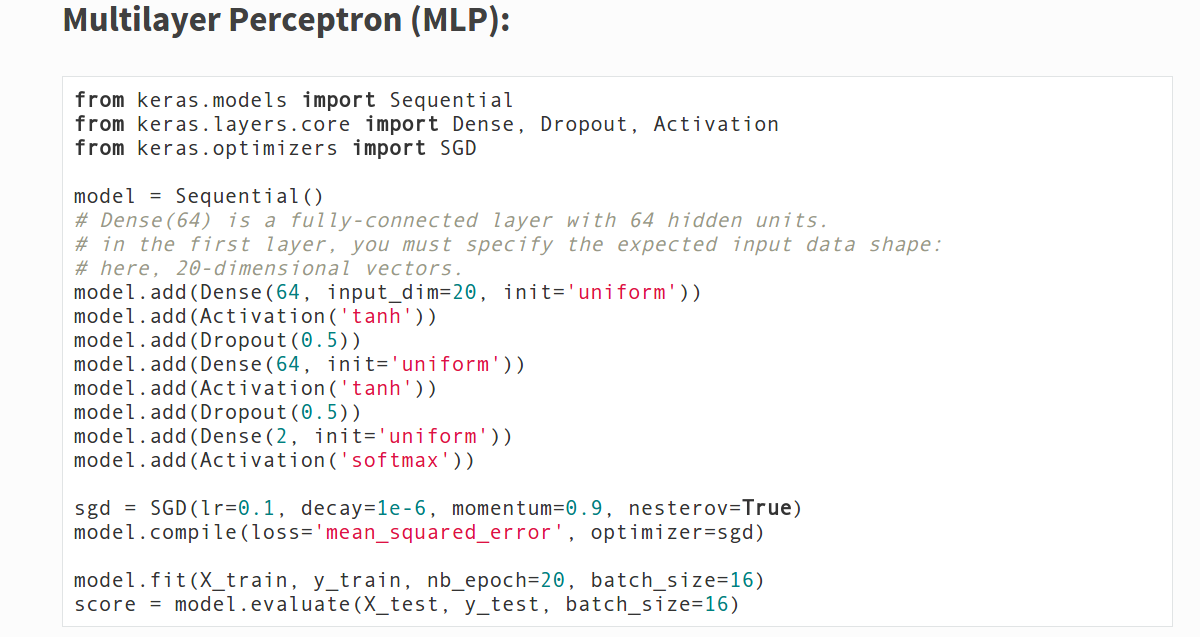 Multilayer Perceptron (MLP):
from keras.models import Sequential
from keras.layers.core import Dense, Dropout, Activation
from keras.optimizers import SGD
model = Sequential()
# Dense(64) is a fully-connected layer with 64 hidden units.
# in the first layer, you must specify the expected input data shape:
# here, 20-dimensional vectors.
model.add(Dense(64, input_dim=20, init='uniform'))
model.add(Activation('tanh'))
model.add(Dropout(0.5))
model.add(Dense(64, init='uniform'))
model.add(Activation('tanh'))
model.add(Dropout(0.5))
model.add(Dense(2, init='uniform'))
model.add(Activation('softmax'))
sgd = SGD(lr=0.1, decay=1e-6, momentum=0.9, nesterov=True)
model.compile(loss='mean_squared_error', optimizer=sgd)
model.fit(X_train, y_train, nb_epoch=20, batch_size=16)
score = model.evaluate(X_test, y_test, batch_size=16)